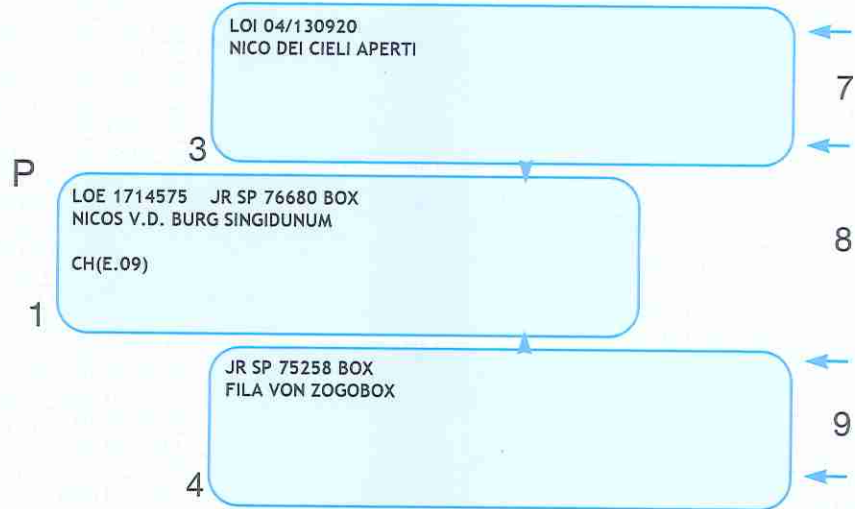 LOI 04/130920
NICO DEI CIELI APERTI
7
3
P
LOE 1714575 JR SP 76680 BOX
NICOS V.D. BURG SINGIDUNUM
CH(E.09)
8
1
JR SP 75258 BOX
FILA VON ZOGOBOX
9
4